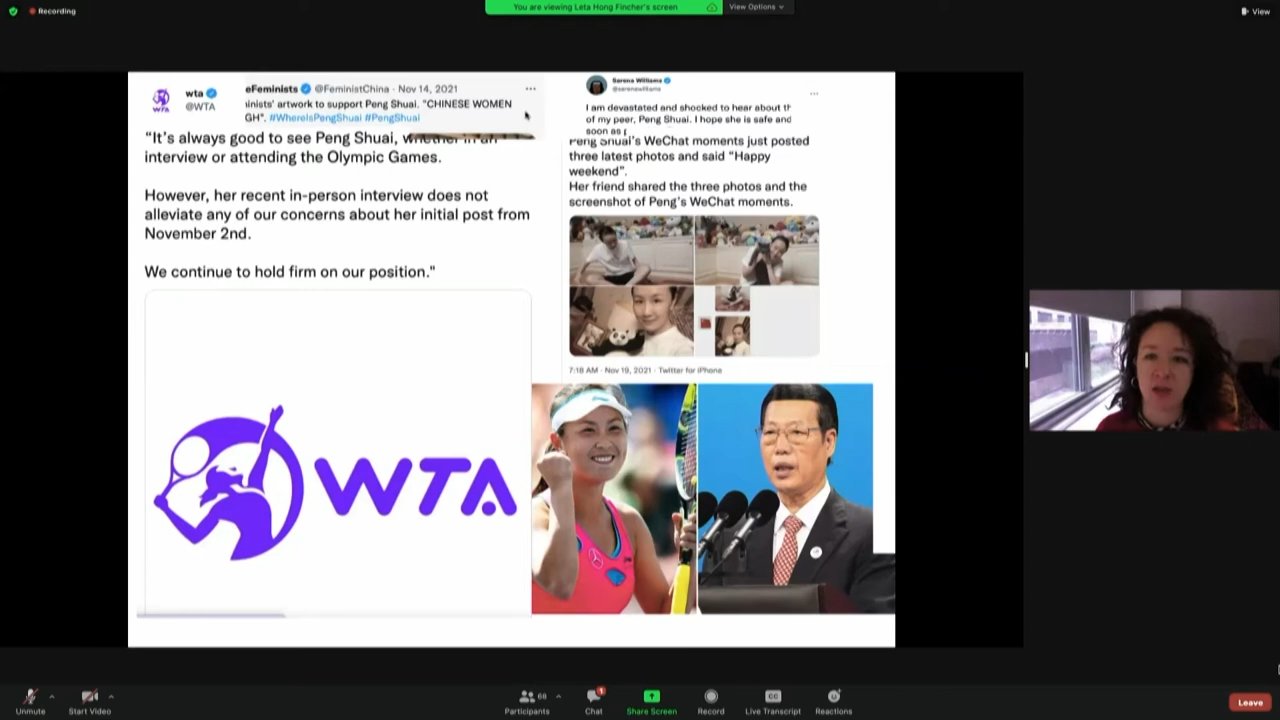 Recording
You are viewing Leta Hong Fincher's screen
View Options
View
wta
@WTA
eFeminists @FeministChina · Nov 14, 2021
inists' artwork to support Peng Shuai. "CHINESE WOMEN
GH". #WhereIsPengShuai #PengShuai
“It's always good to see Peng Shuai, whether in an
interview or attending the Olympic Games.
However, her recent in-person interview does not
alleviate any of our concerns about her initial post from
November 2nd.
We continue to hold firm on our position."
WTA
Serena Williams
@serenawilliams
I am devastated and shocked to hear about th
of my peer, Peng Shuai. I hope she is safe and
soon as
Peng Shuai's WeChat moments just posted
three latest photos and said “Happy
weekend”.
Her friend shared the three photos and the
screenshot of Peng's WeChat moments.
7:18 AM · Nov 19, 2021 · Twitter for iPhone
Unmute
Start Video
68
Participants
1
Chat
Share Screen
Record
CC
Live Transcript
Reactions
Leave